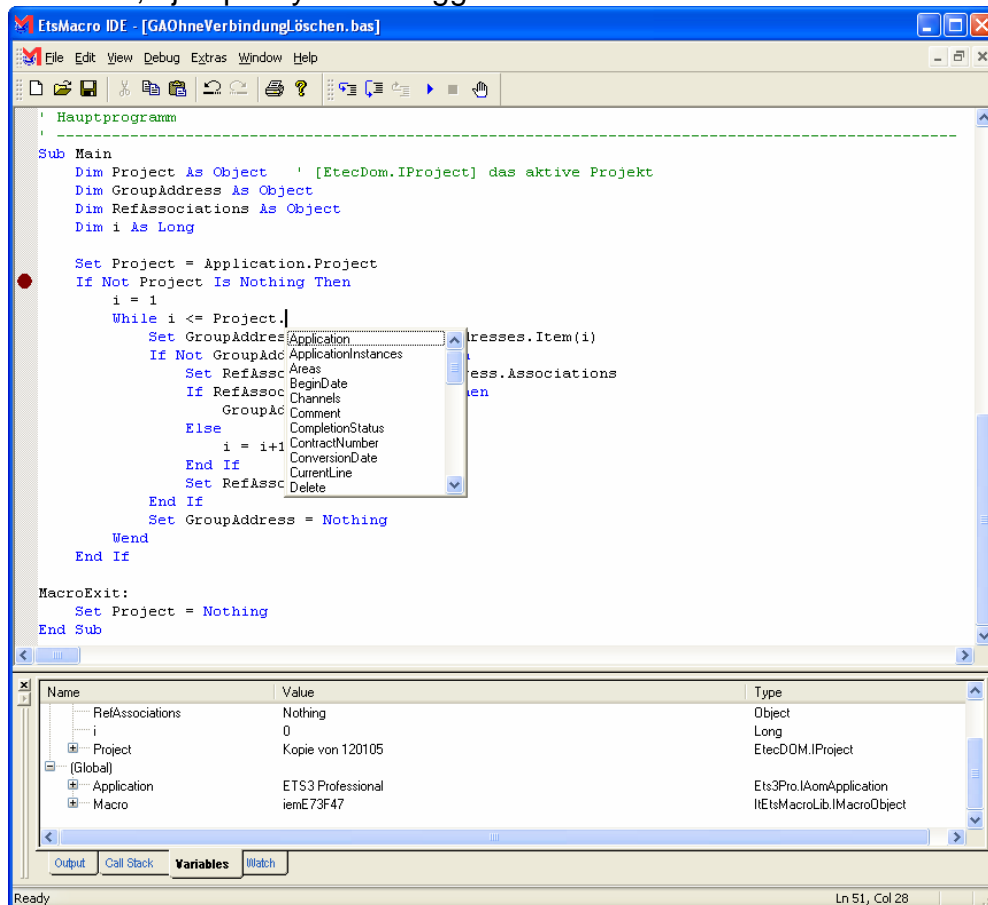 EtsMacro IDE - [GAOhneVerbindungLöschen.bas]
File Edit View Debug Extras Window Help
' Hauptprogramm
' ----------------------------------------------------------------------------------------------------
Sub Main
Dim Project As Object ' [EtecDom.IProject] das aktive Projekt
Dim GroupAddress As Object
Dim RefAssociations As Object
Dim i As Long
Set Project = Application.Project
If Not Project Is Nothing Then
i = 1
While i <= Project.
Set GroupAddres dresses.Item(i)
If Not GroupAdd
Set RefAssoc ess.Associations
If RefAssoc en
GroupAd
Else
i = i+1
End If
Set RefAssc
End If
Set GroupAddress = Nothing
Wend
End If
Application
ApplicationInstances
Areas
BeginDate
Channels
Comment
CompletionStatus
ContractNumber
ConversionDate
CurrentLine
Delete
MacroExit:
Set Project = Nothing
End Sub
Name Value Type
RefAssociations Nothing Object
i 0 Long
Project Kopie von 120105 EtecDOM.IProject
(Global)
Application ETS3 Professional Ets3Pro.IAomApplication
Macro iemE73F47 ItEtsMacroLib.IMacroObject
Output Call Stack Variables Watch
Ready Ln 51, Col 28